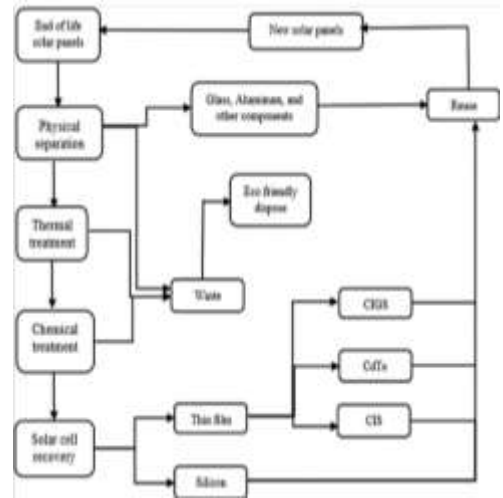 End of life
solar panels
New solar panels
Glass, Aluminum, and
other components
Reuse
Physical
separation
Eco friendly
dispose
Thermal
treatment
Waste
CIGS
Chemical
treatment
CdTe
Thin film
CIS
Solar cell
recovery
Silicon